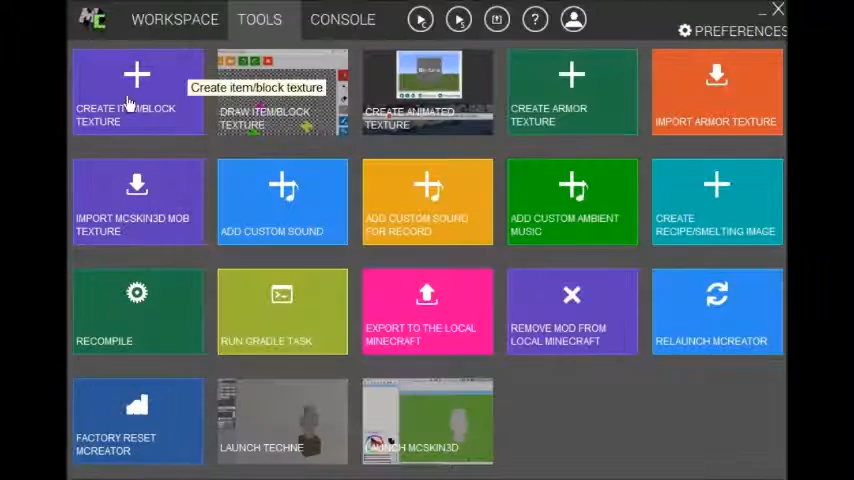 WORKSPACE TOOLS CONSOLE
PREFERENCES
CREATE ITEM/BLOCK
TEXTURE
Create item/block texture
DRAW ITEM/BLOCK
TEXTURE
CREATE ANIMATED
TEXTURE
CREATE ARMOR
TEXTURE
IMPORT ARMOR TEXTURE
IMPORT MCSKIN3D MOB
TEXTURE
ADD CUSTOM SOUND
ADD CUSTOM SOUND
FOR RECORD
ADD CUSTOM AMBIENT
MUSIC
CREATE
RECIPE/SMELTING IMAGE
RECOMPILE
RUN GRADLE TASK
EXPORT TO THE LOCAL
MINECRAFT
REMOVE MOD FROM
LOCAL MINECRAFT
RELAUNCH MCREATOR
FACTORY RESET
MCREATOR
LAUNCH TECHNE
LAUNCH MCSKIN3D